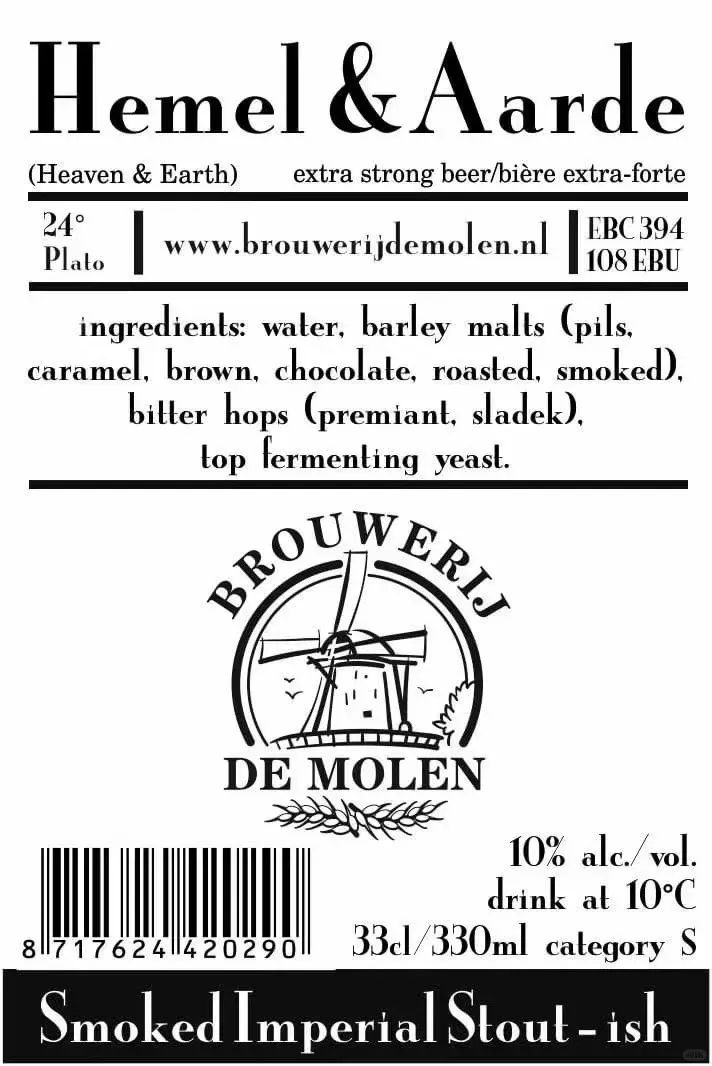 Hemel & Aarde
(Heaven & Earth) extra strong beer/bière extra-forte
24° Plato
www.brouwerijdemolen.nl
EBC 394
108 EBU
ingredients: water, barley malts (pils,
caramel, brown, chocolate, roasted, smoked),
bitter hops (premiant, sladek),
top fermenting yeast.
BROUWERIJ
DE MOLEN
10% alc./vol.
drink at 10°C
33cl/330ml category S
8 717624 420290
Smoked Imperial Stout - ish